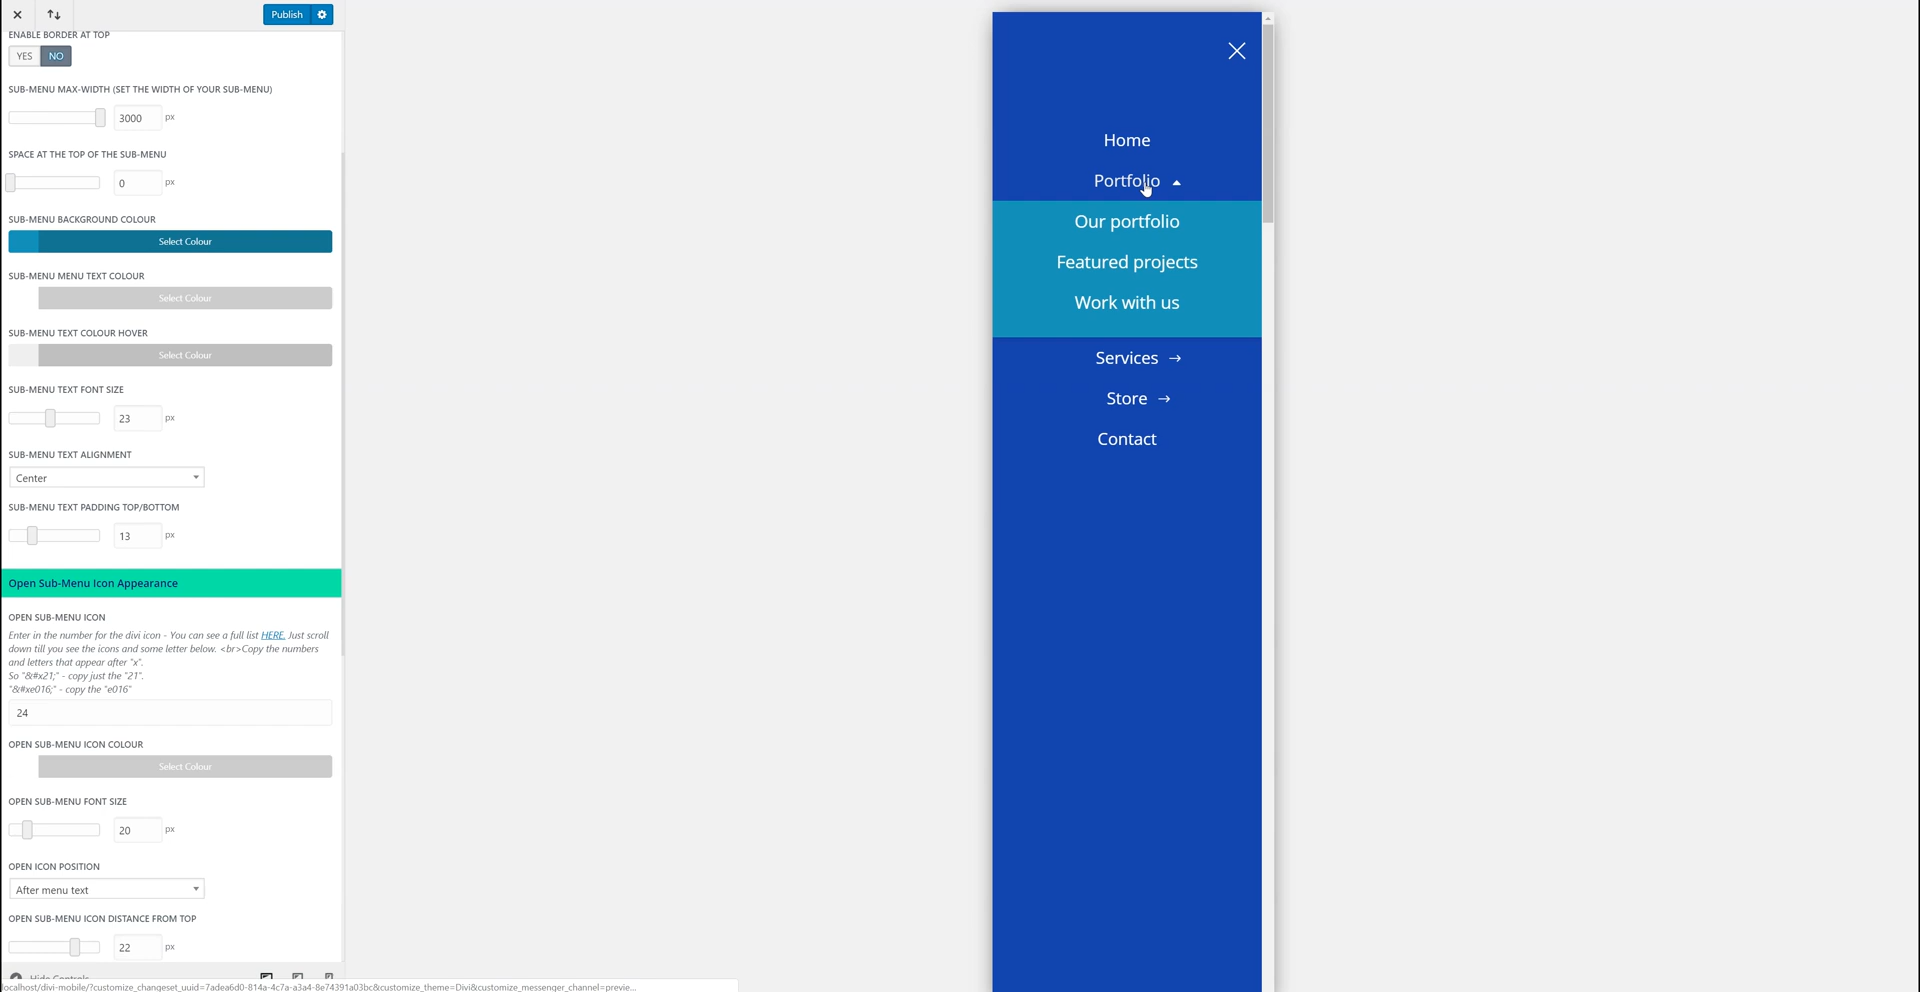 Publish
ENABLE BORDER AT TOP
YES NO
SUB-MENU MAX-WIDTH (SET THE WIDTH OF YOUR SUB-MENU)
3000 px
SPACE AT THE TOP OF THE SUB-MENU
0 px
SUB-MENU BACKGROUND COLOUR
Select Colour
SUB-MENU MENU TEXT COLOUR
Select Colour
SUB-MENU TEXT COLOUR HOVER
Select Colour
SUB-MENU TEXT FONT SIZE
23 px
SUB-MENU TEXT ALIGNMENT
Center
SUB-MENU TEXT PADDING TOP/BOTTOM
13 px
Open Sub-Menu Icon Appearance
OPEN SUB-MENU ICON
Enter in the number for the divi icon - You can see a full list HERE. Just scroll
down till you see the icons and some letter below. <br>Copy the numbers
and letters that appear after "x".
So "&#x21;" - copy just the "21".
"&#xe016;" - copy the "e016"
24
OPEN SUB-MENU ICON COLOUR
Select Colour
OPEN SUB-MENU FONT SIZE
20 px
OPEN ICON POSITION
After menu text
OPEN SUB-MENU ICON DISTANCE FROM TOP
22 px
Hide Controls
localhost/divi-mobile/?customize_changeset_uuid=7adea6d0-814a-4c7a-a3a4-8e74391a03bc&customize_theme=Divi&customize_messenger_channel=previe...
Home
Portfolio
Our portfolio
Featured projects
Work with us
Services →
Store →
Contact